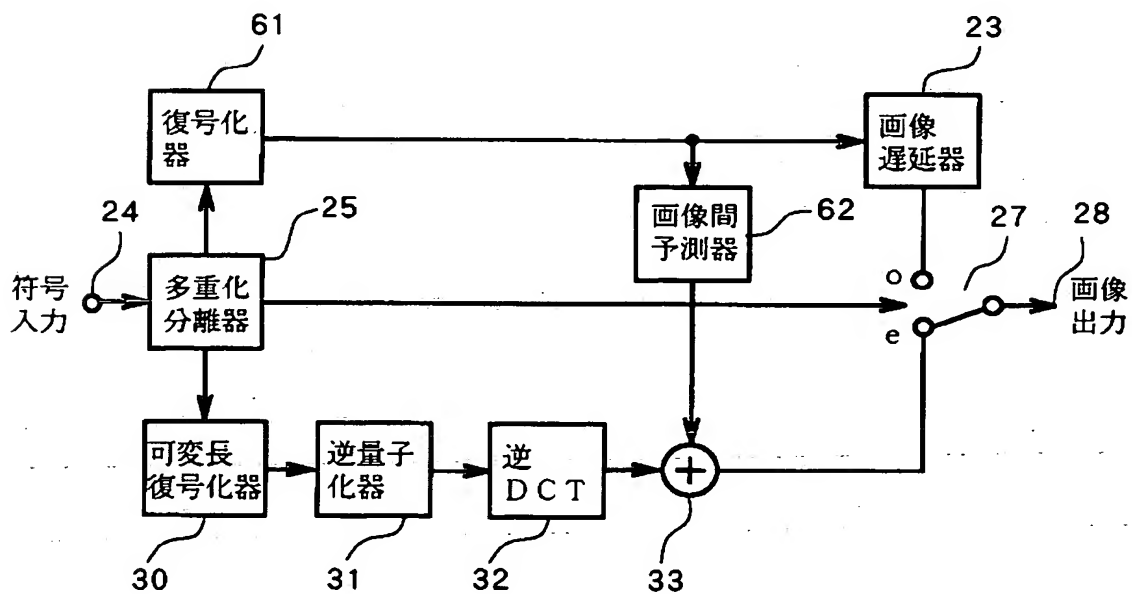 61
23
復号化
器
画像
遅延器
24
25
画像間
予測器
62
27
28
符号
入力
多重化
分離器
o
e
画像
出力
可変長
復号化器
逆量子
化器
逆
DCT
+
30
31
32
33